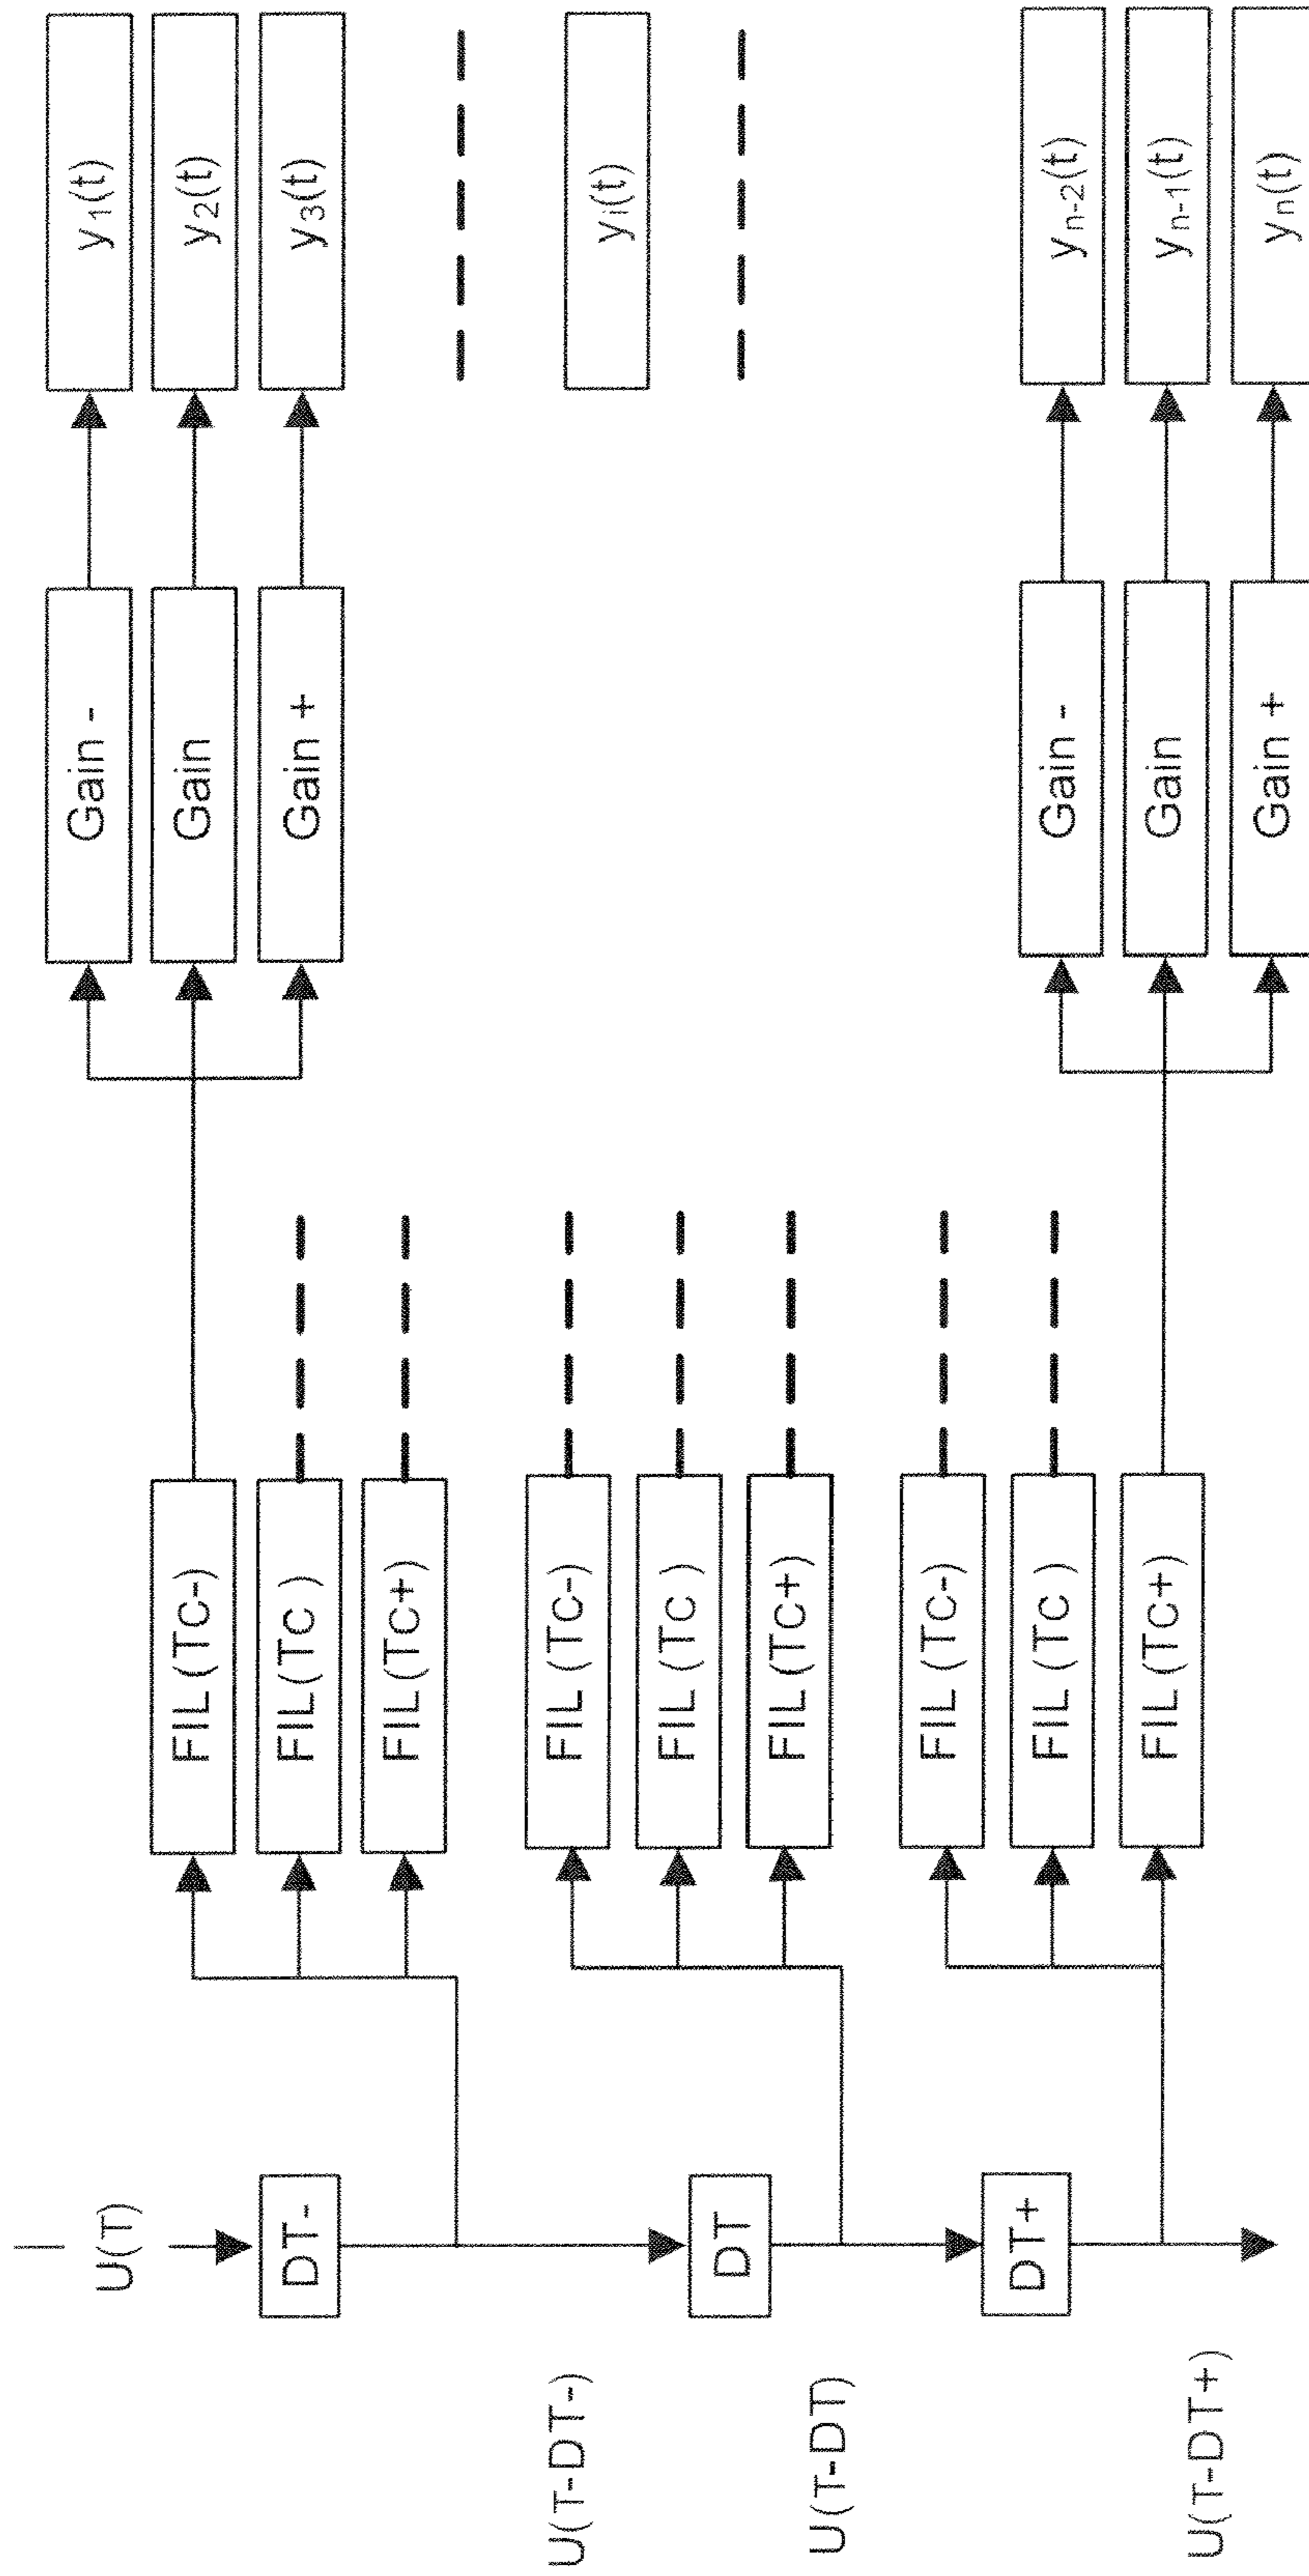 U(T)
DT-
U(T-DT-)
DT
U(T-DT)
DT+
U(T-DT+)
FIL (TC-)
FIL(TC )
FIL(TC+)
FIL (TC-)
FIL (TC )
FIL (TC+)
FIL (TC-)
FIL (TC )
FIL (TC+)
Gain -
Gain
Gain +
Gain -
Gain
Gain +
y1(t)
y2(t)
y3(t)
yi(t)
yn-2(t)
yn-1(t)
yn(t)